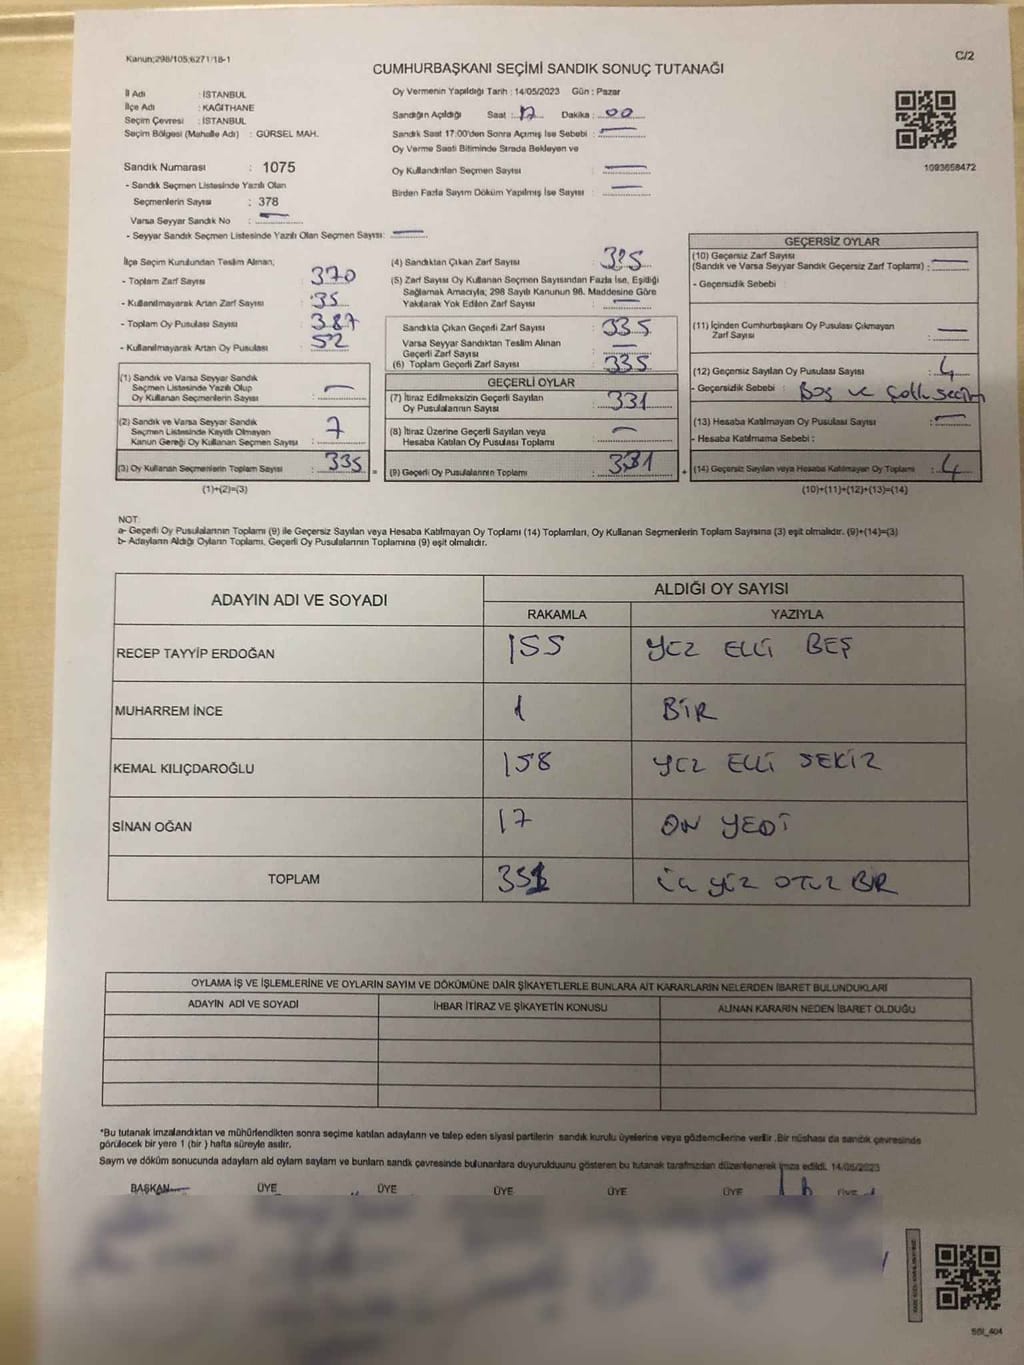 Kanun;298/105;6271/18-1
C/2
CUMHURBAŞKANI SEÇİMİ SANDIK SONUÇ TUTANAĞI
İl Adı : İSTANBUL
İlçe Adı : KAĞITHANE
Seçim Çevresi : İSTANBUL
Seçim Bölgesi (Mahalle Adı) : GÜRSEL MAH.
Oy Vermenin Yapıldığı Tarih : 14/05/2023 Gün : Pazar
Sandığın Açıldığı Saat : 17 Dakika : 00
Sandık Saat 17:00'den Sonra Açımış İse Sebebi : —
Oy Verme Saati Bitiminde Sırada Bekleyen ve
Oy Kullandırılan Seçmen Sayısı : —
Birden Fazla Sayım Döküm Yapılmış İse Sayısı : —
1093658472
Sandık Numarası : 1075
- Sandık Seçmen Listesinde Yazılı Olan
Seçmenlerin Sayısı : 378
Varsa Seyyar Sandık No : —
- Seyyar Sandık Seçmen Listesinde Yazılı Olan Seçmen Sayısı: —
İlçe Seçim Kurulundan Teslim Alınan;
- Toplam Zarf Sayısı : 370
- Kullanılmayarak Artan Zarf Sayısı : 35
- Toplam Oy Pusulası Sayısı : 387
- Kullanılmayarak Artan Oy Pusulası : 52
(1) Sandık ve Varsa Seyyar Sandık
Seçmen Listesinde Yazılı Olup
Oy Kullanan Seçmenlerin Sayısı : —
(2) Sandık ve Varsa Seyyar Sandık
Seçmen Listesinde Kayıtlı Olmayan
Kanun Gereği Oy Kullanan Seçmen Sayısı : 7
(3) Oy Kullanan Seçmenlerin Toplam Sayısı : 335 =
(1)+(2)=(3)
(4) Sandıktan Çıkan Zarf Sayısı : 335
(5) Zarf Sayısı Oy Kullanan Seçmen Sayısından Fazla İse, Eşitliği
Sağlamak Amacıyla; 298 Sayılı Kanunun 98. Maddesine Göre
Yakılarak Yok Edilen Zarf Sayısı : —
Sandıkta Çıkan Geçerli Zarf Sayısı : 335
Varsa Seyyar Sandıktan Teslim Alınan
Geçerli Zarf Sayısı : —
(6) Toplam Geçerli Zarf Sayısı : 335
GEÇERLİ OYLAR
(7) İtiraz Edilmeksizin Geçerli Sayılan
Oy Pusulalarının Sayısı : 331
(8) İtiraz Üzerine Geçerli Sayılan veya
Hesaba Katılan Oy Pusulası Toplamı : —
(9) Geçerli Oy Pusulalarının Toplamı : 331 +
GEÇERSİZ OYLAR
(10) Geçersiz Zarf Sayısı
(Sandık ve Varsa Seyyar Sandık Geçersiz Zarf Toplamı) : —
- Geçersizlik Sebebi :
(11) İçinden Cumhurbaşkanı Oy Pusulası Çıkmayan
Zarf Sayısı : —
(12) Geçersiz Sayılan Oy Pusulası Sayısı : 4
- Geçersizlik Sebebi : Boş ve Çoklu seçim
(13) Hesaba Katılmayan Oy Pusulası Sayısı : —
- Hesaba Katılmama Sebebi :
(14) Geçersiz Sayılan veya Hesaba Katılmayan Oy Toplamı : 4
(10)+(11)+(12)+(13)=(14)
NOT:
a- Geçerli Oy Pusulalarının Toplamı (9) ile Geçersiz Sayılan veya Hesaba Katılmayan Oy Toplamı (14) Toplamları, Oy Kullanan Seçmenlerin Toplam Sayısına (3) eşit olmalıdır. (9)+(14)=(3)
b- Adayların Aldığı Oyların Toplamı, Geçerli Oy Pusulalarının Toplamına (9) eşit olmalıdır.
ADAYIN ADI VE SOYADI
ALDIĞI OY SAYISI
RAKAMLA YAZIYLA
RECEP TAYYİP ERDOĞAN 155 YÜZ ELLİ BEŞ
MUHARREM İNCE 1 BİR
KEMAL KILIÇDAROĞLU 158 YÜZ ELLİ SEKİZ
SİNAN OĞAN 17 ON YEDİ
TOPLAM 331 ÜÇ YÜZ OTUZ BİR
OYLAMA İŞ VE İŞLEMLERİNE VE OYLARIN SAYIM VE DÖKÜMÜNE DAİR ŞİKAYETLERLE BUNLARA AİT KARARLARIN NELERDEN İBARET BULUNDUKLARI
ADAYIN ADI VE SOYADI İHBAR İTİRAZ VE ŞİKAYETİN KONUSU ALINAN KARARIN NEDEN İBARET OLDUĞU
*Bu tutanak imzalandıktan ve mühürlendikten sonra seçime katılan adayların ve talep eden siyasi partilerin sandık kurulu üyelerine veya gözlemcilerine verilir .Bir nüshası da sandık çevresinde
görülecek bir yere 1 (bir ) hafta süreyle asılır.
Sayım ve döküm sonucunda adayların aldı oyların sayıların ve bunların sandık çevresinde bulunanlara duyurulduğunu gösteren bu tutanak tarafımızdan düzenlenerek imza edildi. 14/05/2023
BAŞKAN ÜYE ÜYE ÜYE ÜYE ÜYE ÜYE
SSI_404